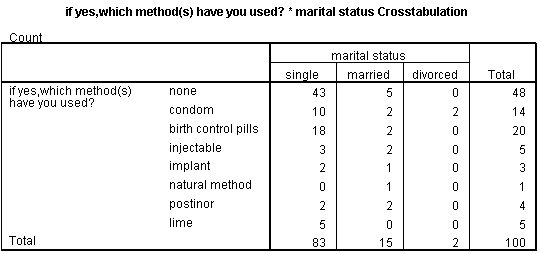 if yes,which method(s) have you used? * marital status Crosstabulation
Count
marital status
single married divorced Total
if yes,which method(s) have you used? none 43 5 0 48
condom 10 2 2 14
birth control pills 18 2 0 20
injectable 3 2 0 5
implant 2 1 0 3
natural method 0 1 0 1
postinor 2 2 0 4
lime 5 0 0 5
Total 83 15 2 100